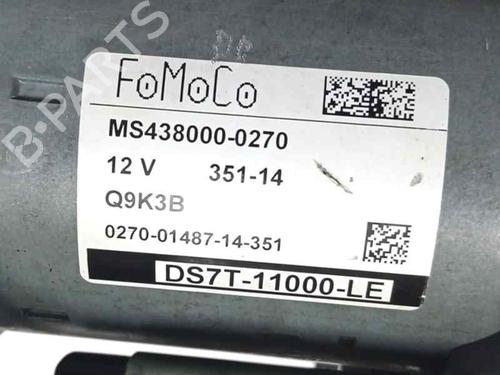 B-PARTS
FoMoCo
MS438000-0270
12 V 351-14
Q9K3B
0270-01487-14-351
DS7T-11000-LE